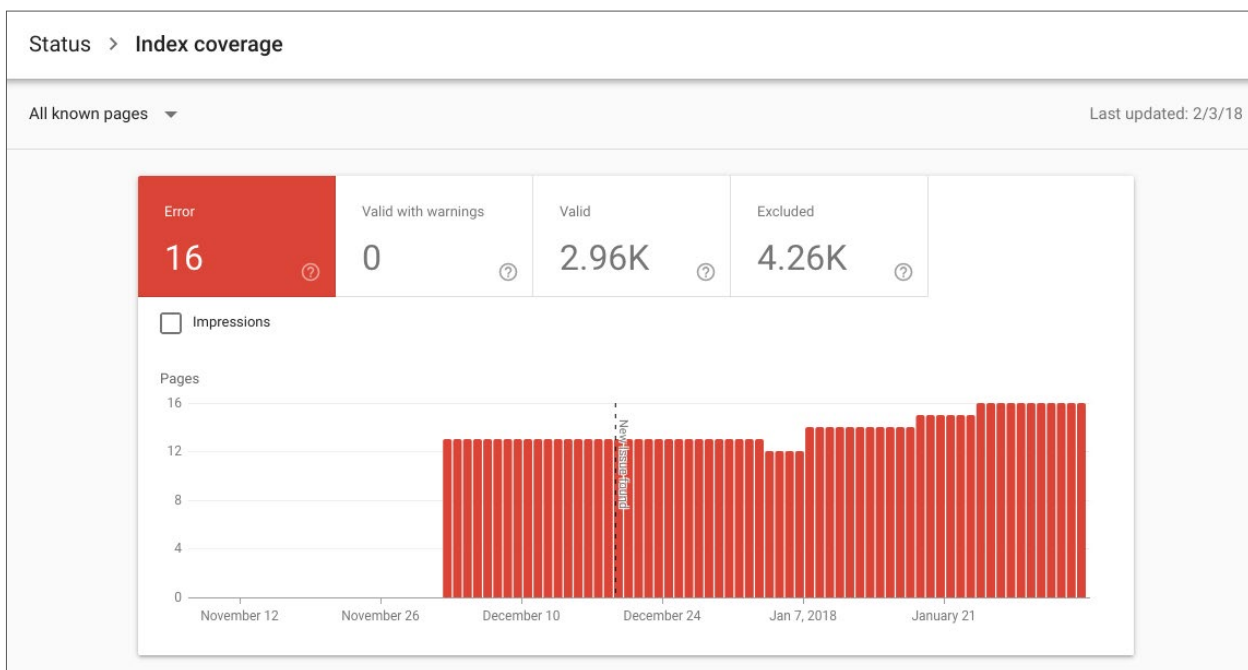 Status > Index coverage
All known pages
Last updated: 2/3/18
Error
Valid with warnings
Valid
Excluded
16
0
2.96K
4.26K
Impressions
Pages
16
12
8
4
0
New issue found
November 12
November 26
December 10
December 24
Jan 7, 2018
January 21